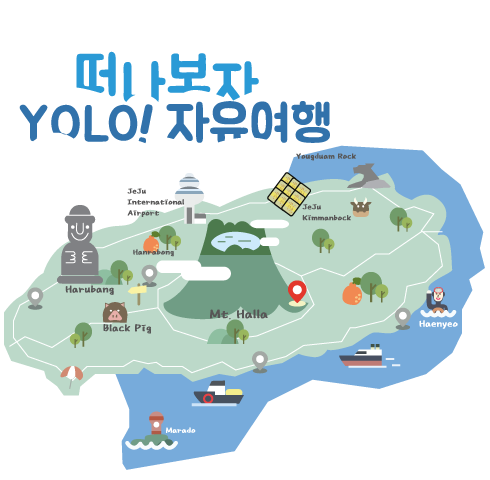 떠나보자
YOLO! 자유여행
Yongduam Rock
JeJu
International
Airport
JeJu
Kimmanbock
Hanrabong
Harubang
Mt. Halla
Black Pig
Haenyeo
Marado